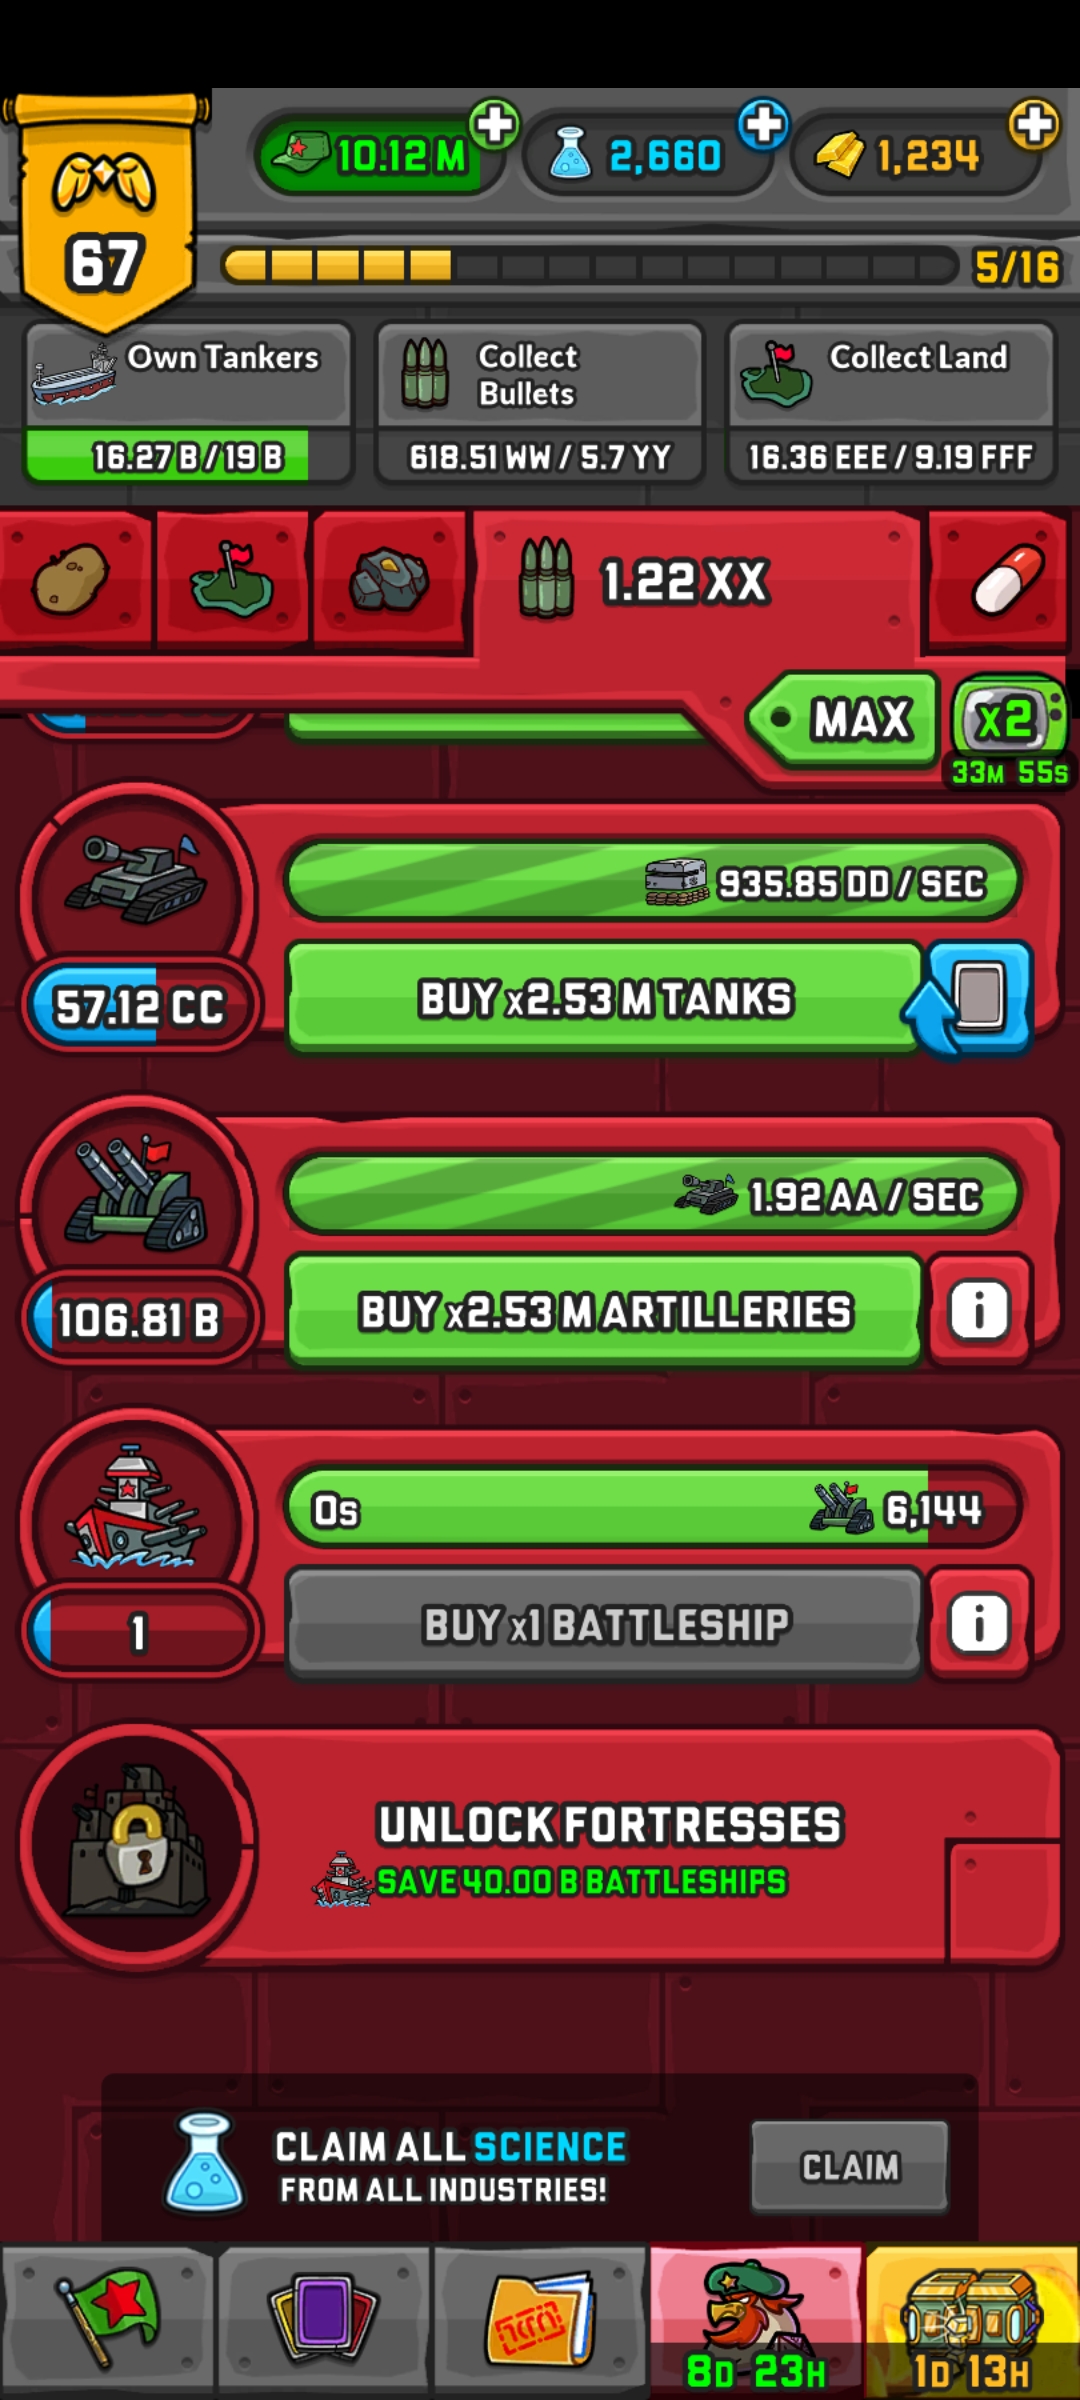 10.12 M
2,660
1,234
67
5/16
Own Tankers
16.27 B / 19 B
Collect
Bullets
618.51 WW / 5.7 YY
Collect Land
16.36 EEE / 9.19 FFF
1.22 XX
MAX
x2
33M 55S
935.85 DD / SEC
57.12 CC
BUY x2.53 M TANKS
1.92 AA / SEC
106.81 B
BUY x2.53 M ARTILLERIES
i
0s
6,144
1
BUY x1 BATTLESHIP
i
UNLOCK FORTRESSES
SAVE 40.00 B BATTLESHIPS
CLAIM ALL SCIENCE
FROM ALL INDUSTRIES!
CLAIM
8D 23H
1D 13H